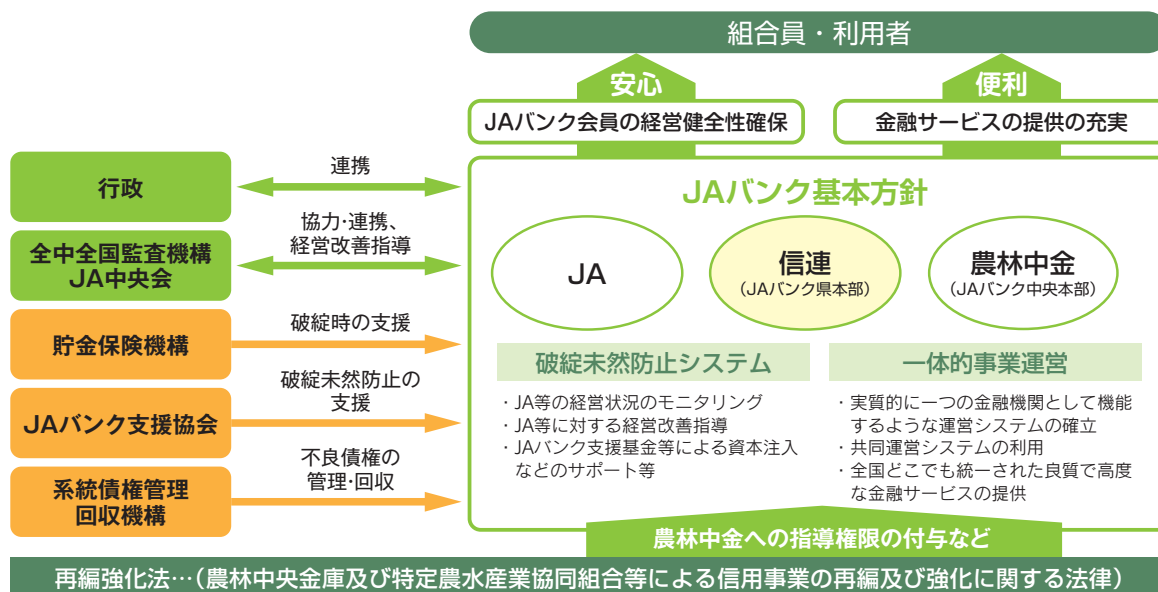 組合員・利用者
安心
便利
JAバンク会員の経営健全性確保
金融サービスの提供の充実
行政
連携
全中全国監査機構
JA中央会
協力・連携、
経営改善指導
貯金保険機構
破綻時の支援
JAバンク支援協会
破綻未然防止の
支援
系統債権管理
回収機構
不良債権の
管理・回収
JAバンク基本方針
JA
信連
(JAバンク県本部)
農林中金
(JAバンク中央本部)
破綻未然防止システム
・JA等の経営状況のモニタリング
・JA等に対する経営改善指導
・JAバンク支援基金等による資本注入
などのサポート等
一体的事業運営
・実質的に一つの金融機関として機能
するような運営システムの確立
・共同運営システムの利用
・全国どこでも統一された良質で高度
な金融サービスの提供
農林中金への指導権限の付与など
再編強化法…(農林中央金庫及び特定農水産業協同組合等による信用事業の再編及び強化に関する法律)